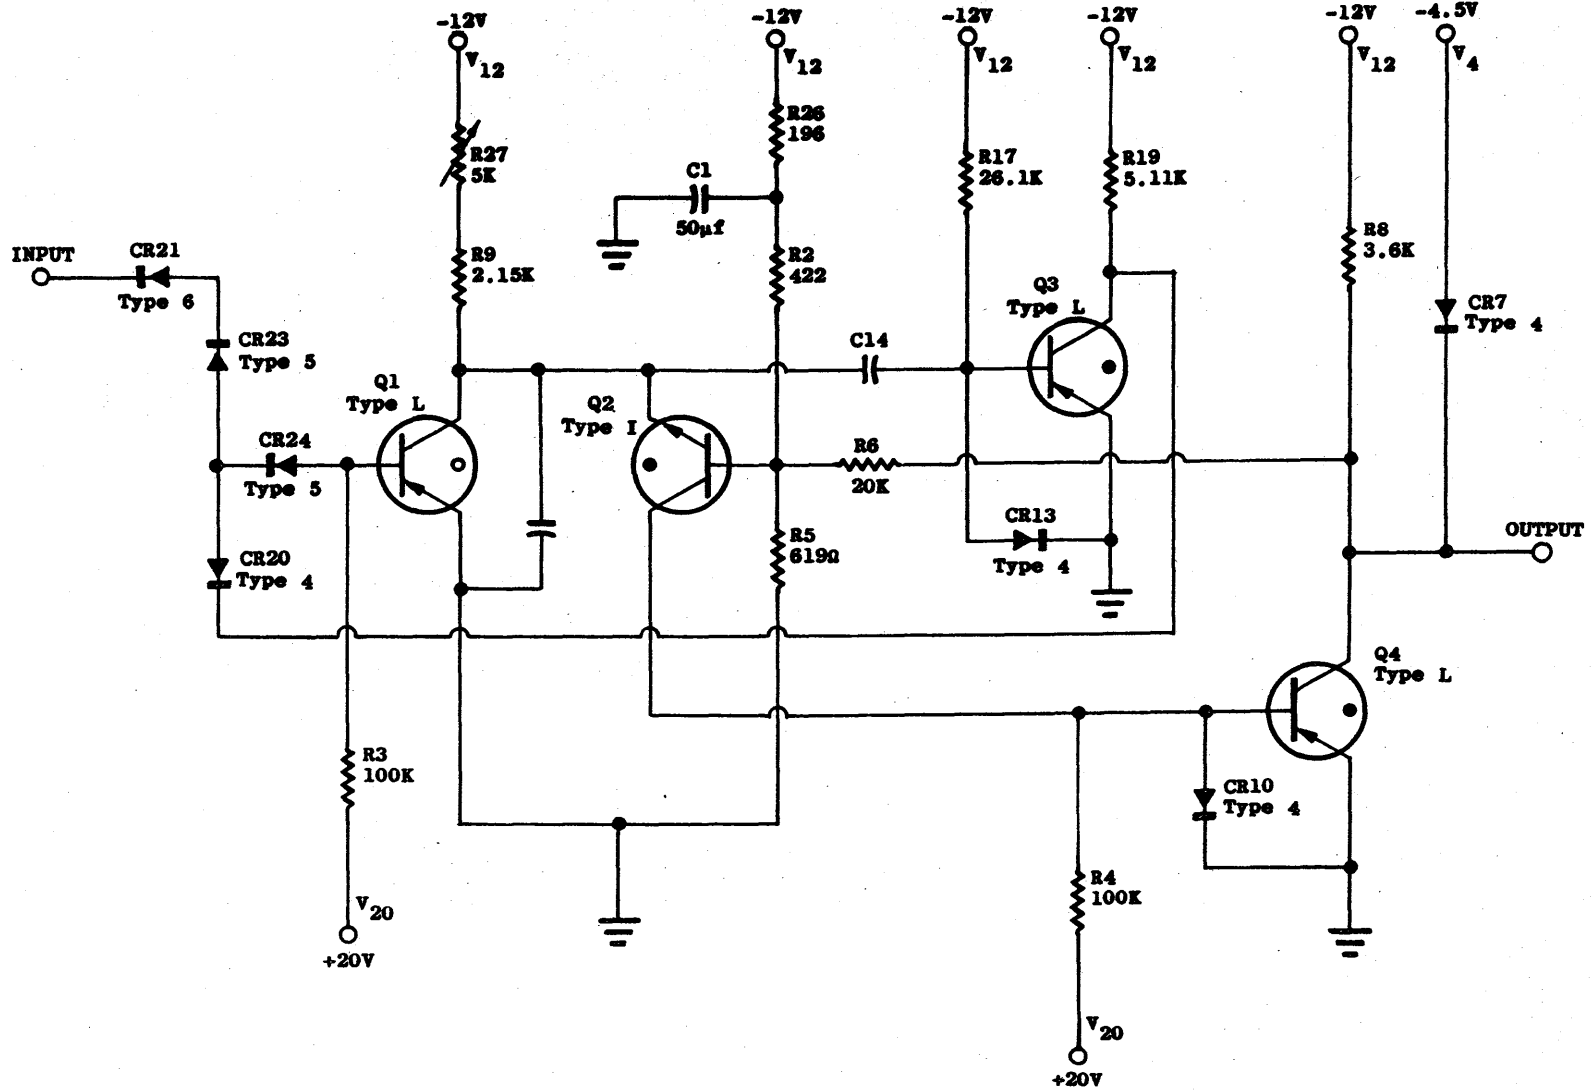 -12V
V12
-12V
V12
-12V
V12
-12V
V12
-12V
V12
-4.5V
V4
R26
196
R27
5K
C1
50µf
R17
26.1K
R19
5.11K
R8
3.6K
INPUT
CR21
Type 6
R9
2.15K
R2
422
Q3
Type L
CR7
Type 4
CR23
Type 5
C14
Q1
Type L
Q2
Type I
CR24
Type 5
R6
20K
CR13
Type 4
OUTPUT
R5
619Ω
CR20
Type 4
Q4
Type L
R3
100K
CR10
Type 4
R4
100K
V20
+20V
V20
+20V